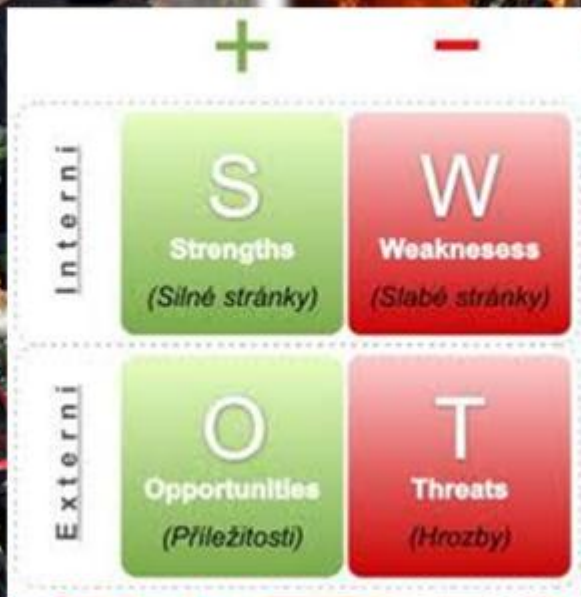 + −
Interní
S
Strengths
(Silné stránky)
W
Weaknesess
(Slabé stránky)
Externí
O
Opportunities
(Příležitosti)
T
Threats
(Hrozby)